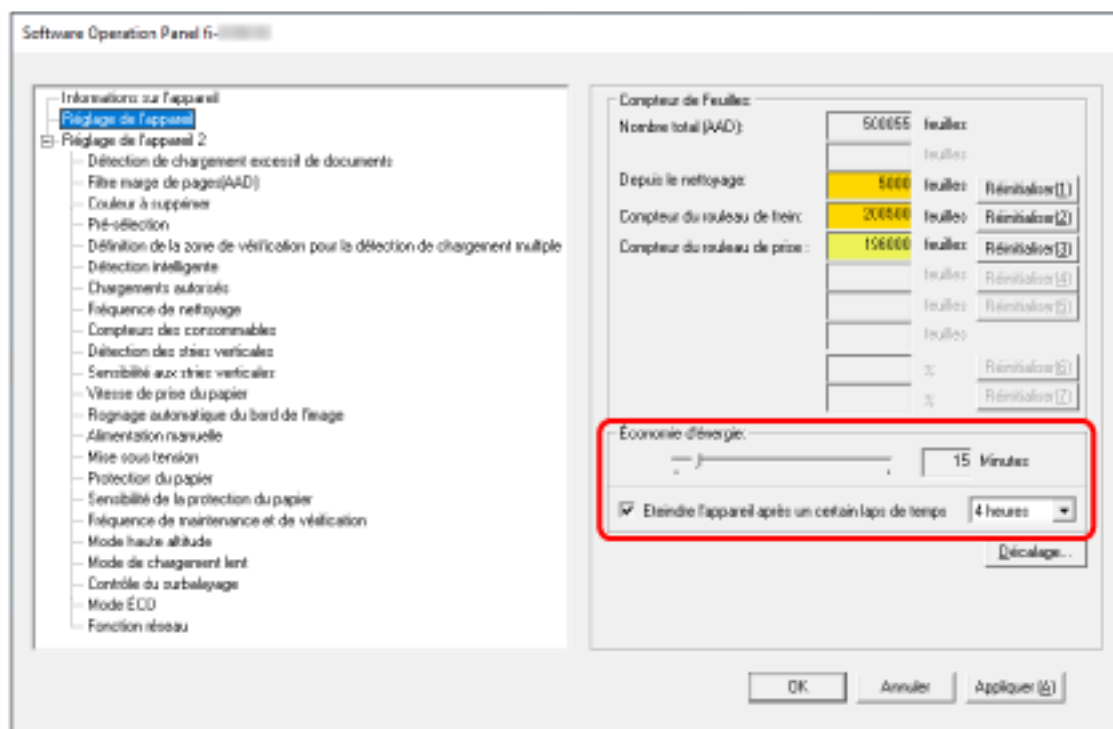 Software Operation Panel fi-
Informations sur l'appareil
Réglage de l'appareil
Réglage de l'appareil 2
Détection de chargement excessif de documents
Filtre marge de pages(AAD)
Couleur à supprimer
Pré-sélection
Définition de la zone de vérification pour la détection de chargement multiple
Détection intelligente
Chargements autorisés
Fréquence de nettoyage
Compteurs des consommables
Détection des stries verticales
Sensibilité aux stries verticales
Vitesse de prise du papier
Rognage automatique du bord de l'image
Alimentation manuelle
Mise sous tension
Protection du papier
Sensibilité de la protection du papier
Fréquence de maintenance et de vérification
Mode haute altitude
Mode de chargement lent
Contrôle du surbalayage
Mode ÉCO
Fonction réseau
Compteur de Feuilles:
Nombre total (AAD): 500055 feuilles
feuilles
Depuis le nettoyage: 5000 feuilles Réinitialiser(1)
Compteur du rouleau de frein: 200500 feuilles Réinitialiser(2)
Compteur du rouleau de prise : 196000 feuilles Réinitialiser(3)
feuilles Réinitialiser(4)
feuilles Réinitialiser(5)
feuilles
% Réinitialiser(6)
% Réinitialiser(7)
Économie d'énergie:
15 Minutes
Eteindre l'appareil après un certain laps de temps 4 heures
Décalage...
OK Annuler Appliquer (A)